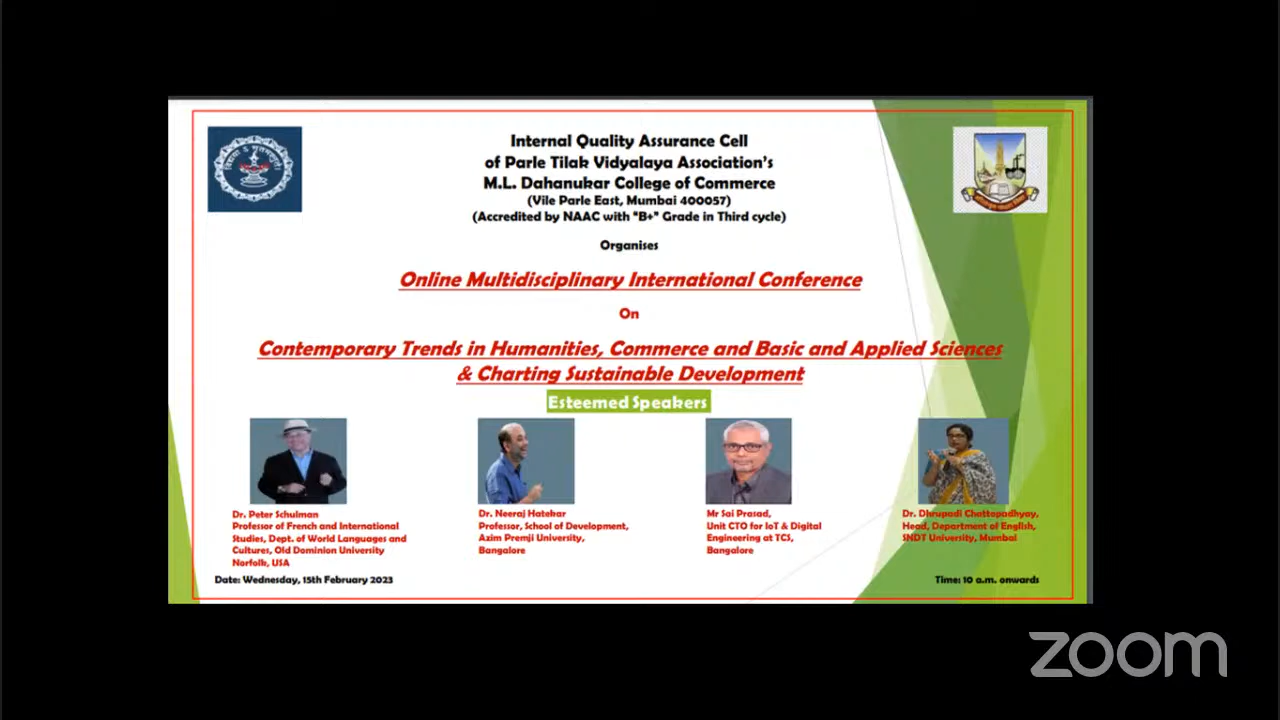 Internal Quality Assurance Cell
of Parle Tilak Vidyalaya Association's
M.L. Dahanukar College of Commerce
(Vile Parle East, Mumbai 400057)
(Accredited by NAAC with "B+" Grade in Third cycle)
Organises
Online Multidisciplinary International Conference
On
Contemporary Trends in Humanities, Commerce and Basic and Applied Sciences
& Charting Sustainable Development
Esteemed Speakers
Dr. Peter Schulman
Professor of French and International
Studies, Dept. of World Languages and
Cultures, Old Dominion University
Norfolk, USA
Dr. Neeraj Hatekar
Professor, School of Development,
Azim Premji University,
Bangalore
Mr Sai Prasad,
Unit CTO for IoT & Digital
Engineering at TCS,
Bangalore
Dr. Dhrupadi Chattopadhyay,
Head, Department of English,
SNDT University, Mumbai
Date: Wednesday, 15th February 2023
Time: 10 a.m. onwards
zoom